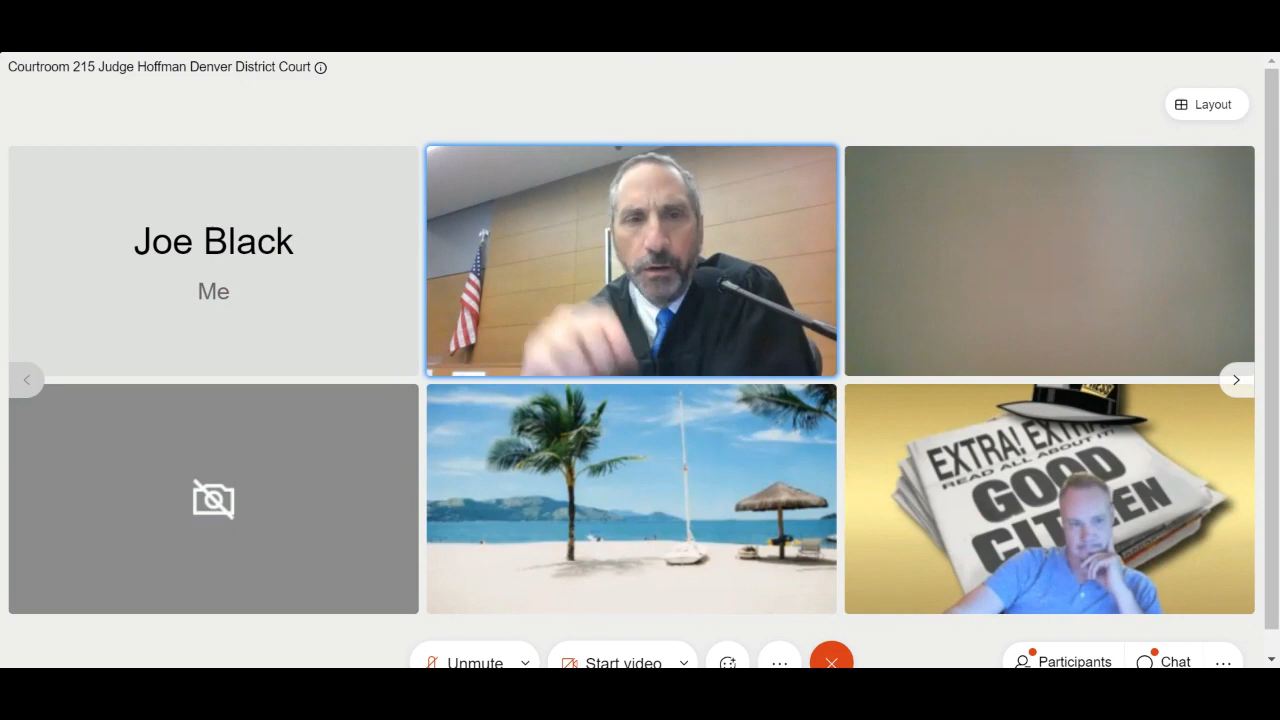 Courtroom 215 Judge Hoffman Denver District Court
Layout
Joe Black
Me
EXTRA! EXTRA!
READ ALL ABOUT IT!
GOOD
Unmute
Start video
Participants
Chat